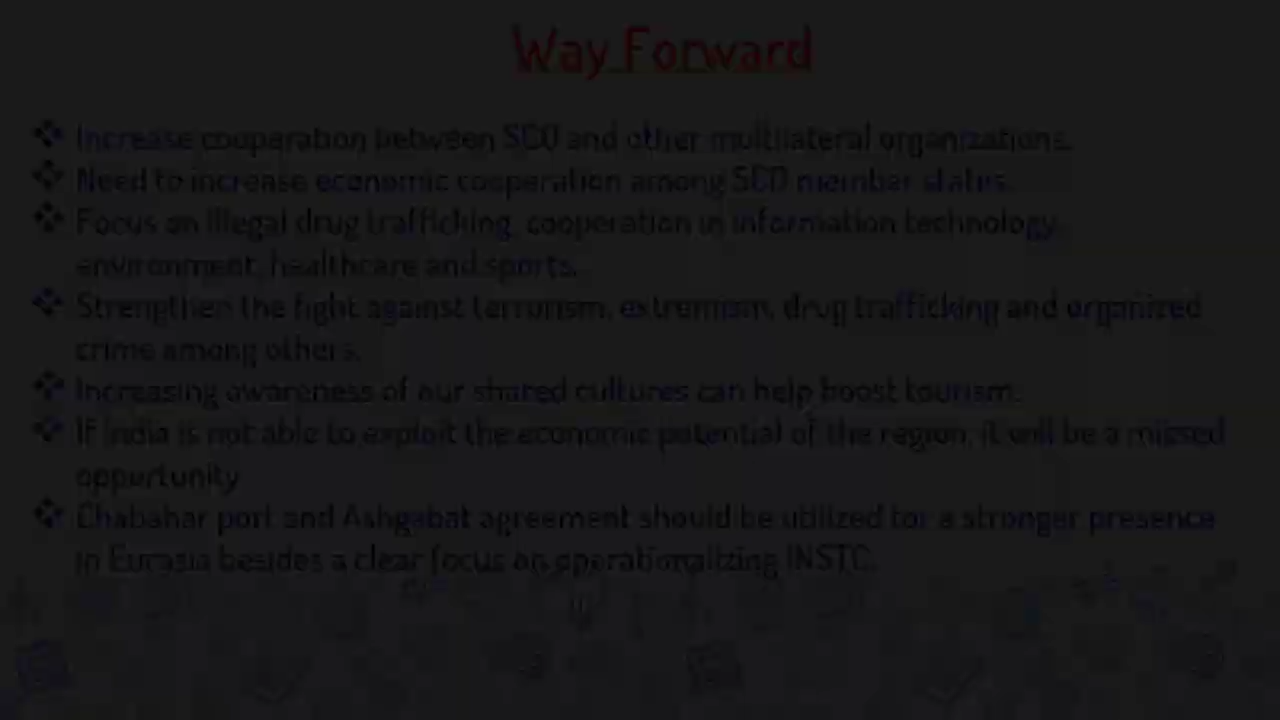 Way Forward
Increase cooperation between SCO and other multilateral organizations.
Need to increase economic cooperation among SCO member states.
Focus on illegal drug trafficking, cooperation in information technology,
environment, healthcare and sports.
Strengthen the fight against terrorism, extremism, drug trafficking and organized
crime among others.
Increasing awareness of our shared cultures can help boost tourism.
If India is not able to exploit the economic potential of the region, it will be a missed
opportunity
Chabahar port and Ashgabat agreement should be utilized for a stronger presence
in Eurasia besides a clear focus on operationalizing INSTC.